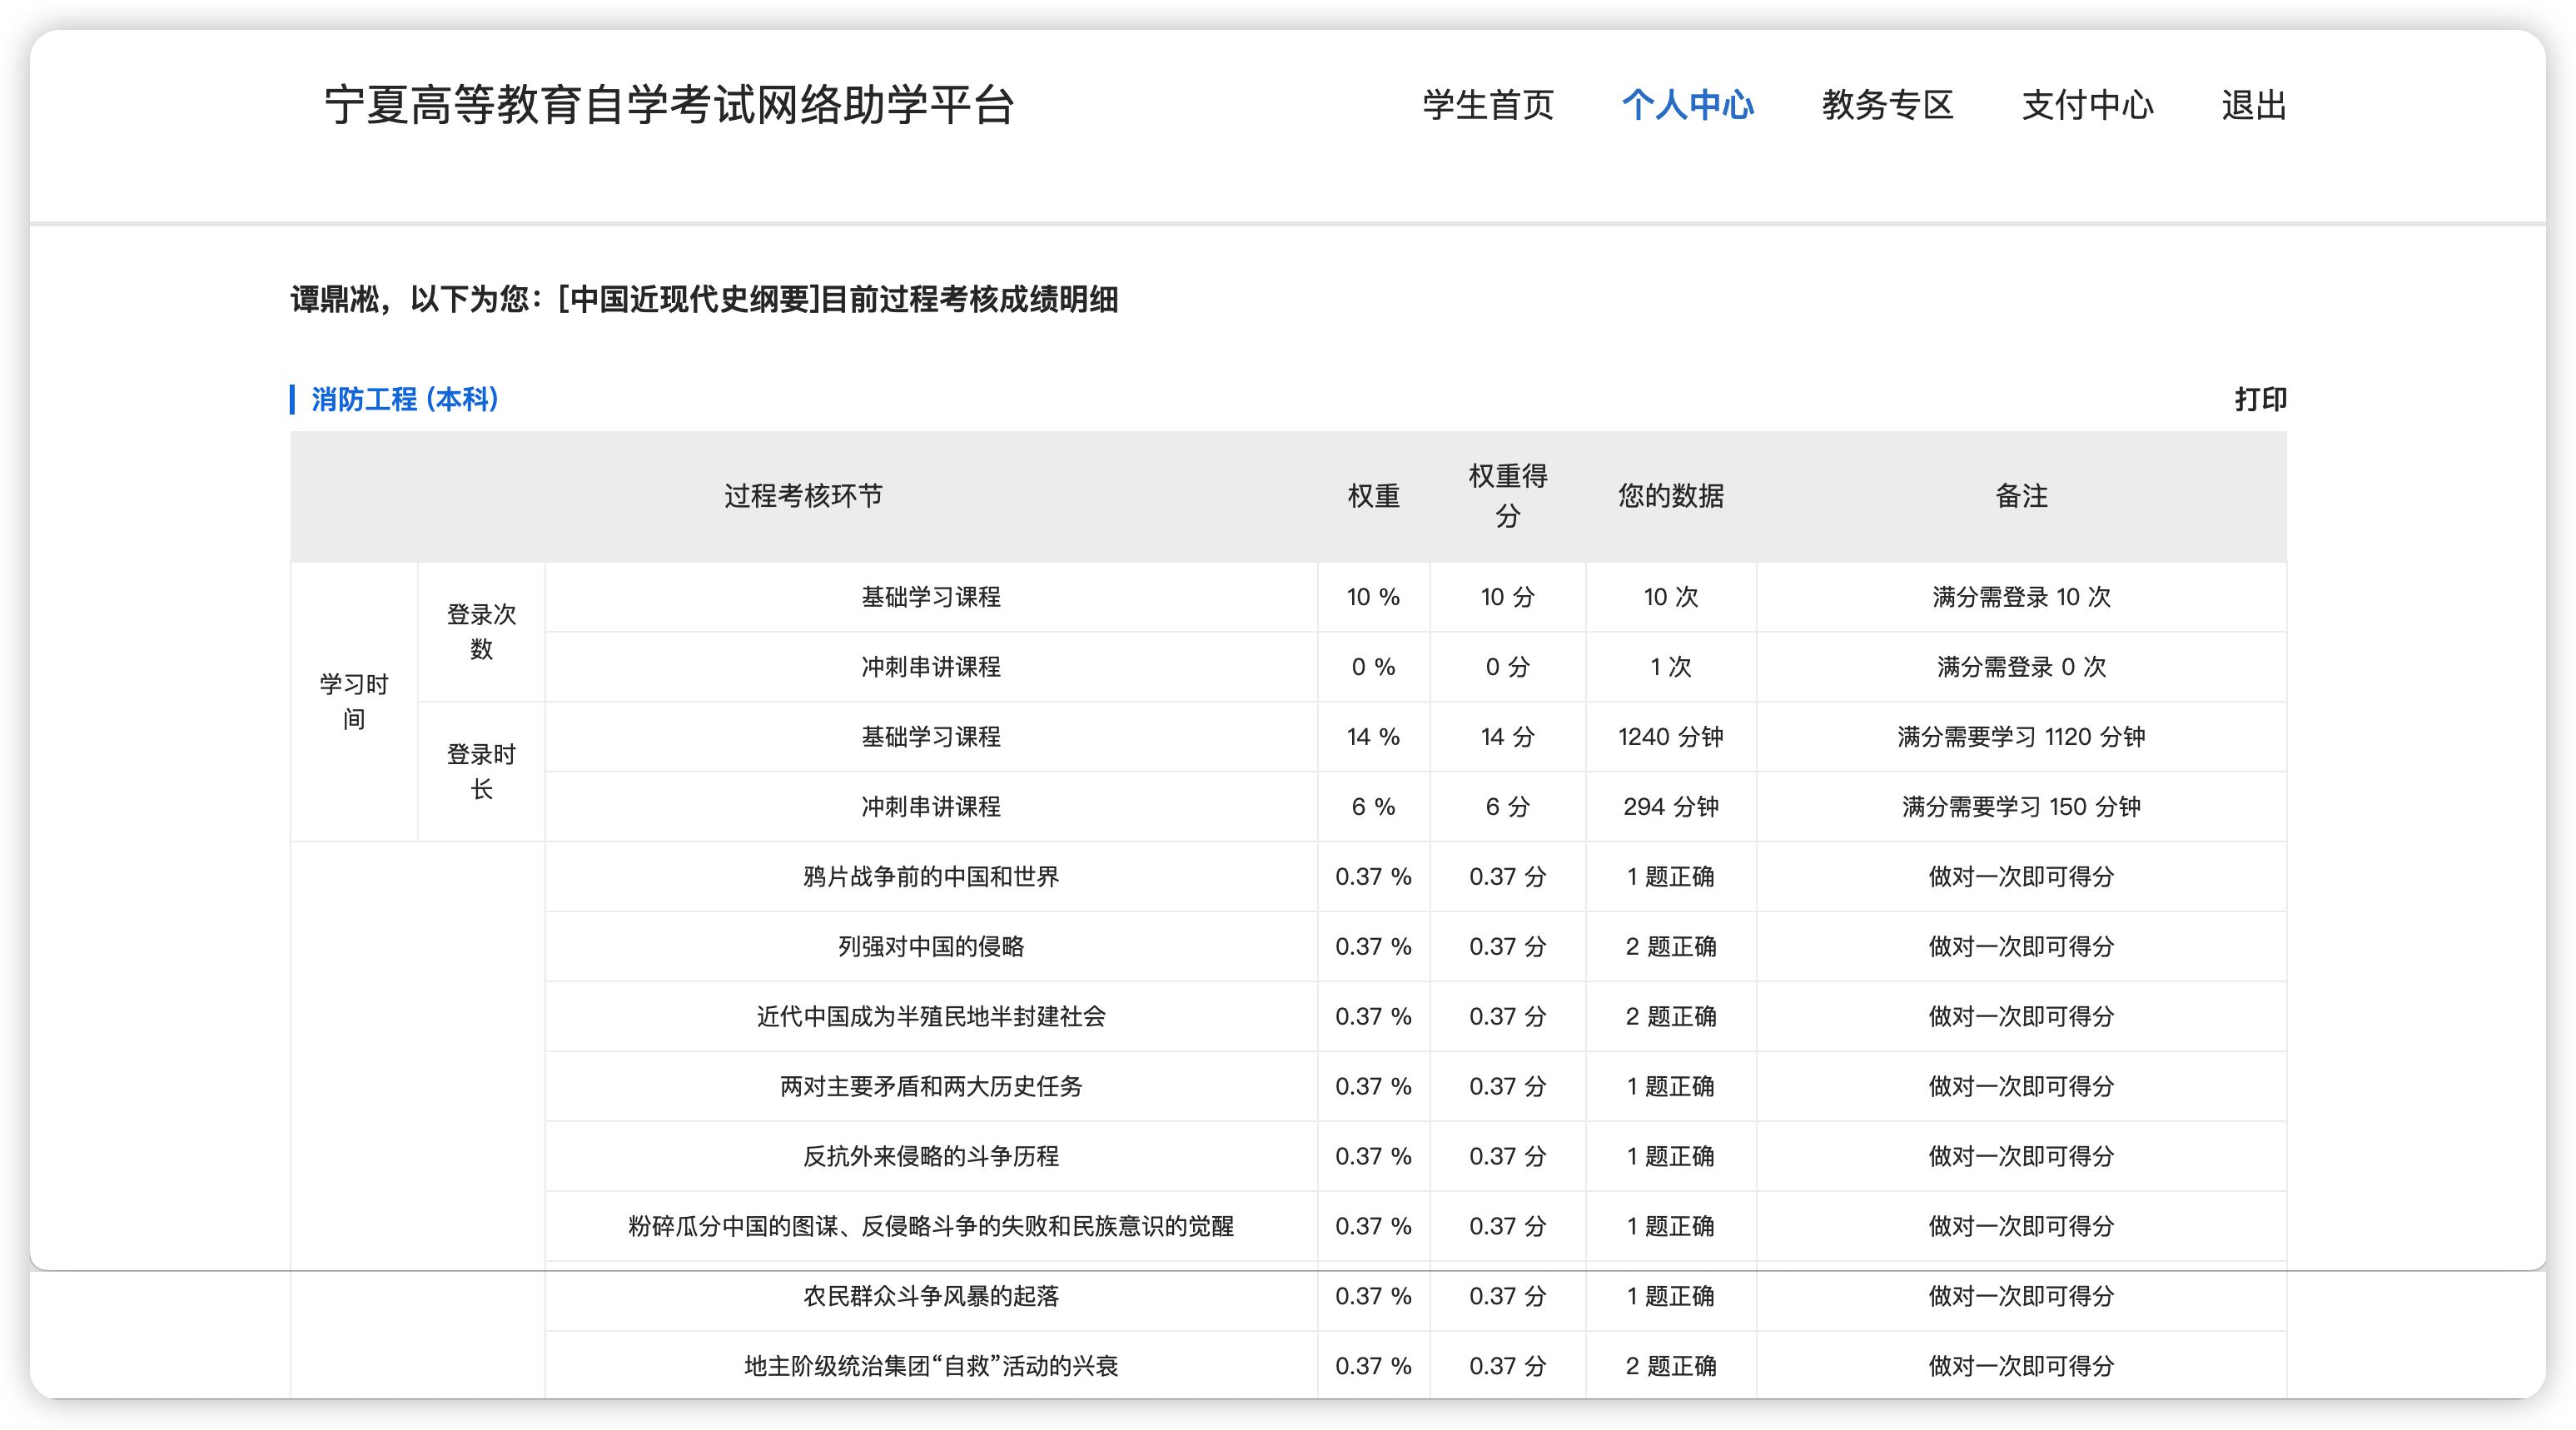 宁夏高等教育自学考试网络助学平台 学生首页 个人中心 教务专区 支付中心 退出
谭鼎凇，以下为您：[中国近现代史纲要]目前过程考核成绩明细
消防工程 (本科) 打印
过程考核环节 权重 权重得分 您的数据 备注
学习时间 登录次数 基础学习课程 10 % 10 分 10 次 满分需登录 10 次
冲刺串讲课程 0 % 0 分 1 次 满分需登录 0 次
登录时长 基础学习课程 14 % 14 分 1240 分钟 满分需要学习 1120 分钟
冲刺串讲课程 6 % 6 分 294 分钟 满分需要学习 150 分钟
鸦片战争前的中国和世界 0.37 % 0.37 分 1 题正确 做对一次即可得分
列强对中国的侵略 0.37 % 0.37 分 2 题正确 做对一次即可得分
近代中国成为半殖民地半封建社会 0.37 % 0.37 分 2 题正确 做对一次即可得分
两对主要矛盾和两大历史任务 0.37 % 0.37 分 1 题正确 做对一次即可得分
反抗外来侵略的斗争历程 0.37 % 0.37 分 1 题正确 做对一次即可得分
粉碎瓜分中国的图谋、反侵略斗争的失败和民族意识的觉醒 0.37 % 0.37 分 1 题正确 做对一次即可得分
农民群众斗争风暴的起落 0.37 % 0.37 分 1 题正确 做对一次即可得分
地主阶级统治集团“自救”活动的兴衰 0.37 % 0.37 分 2 题正确 做对一次即可得分